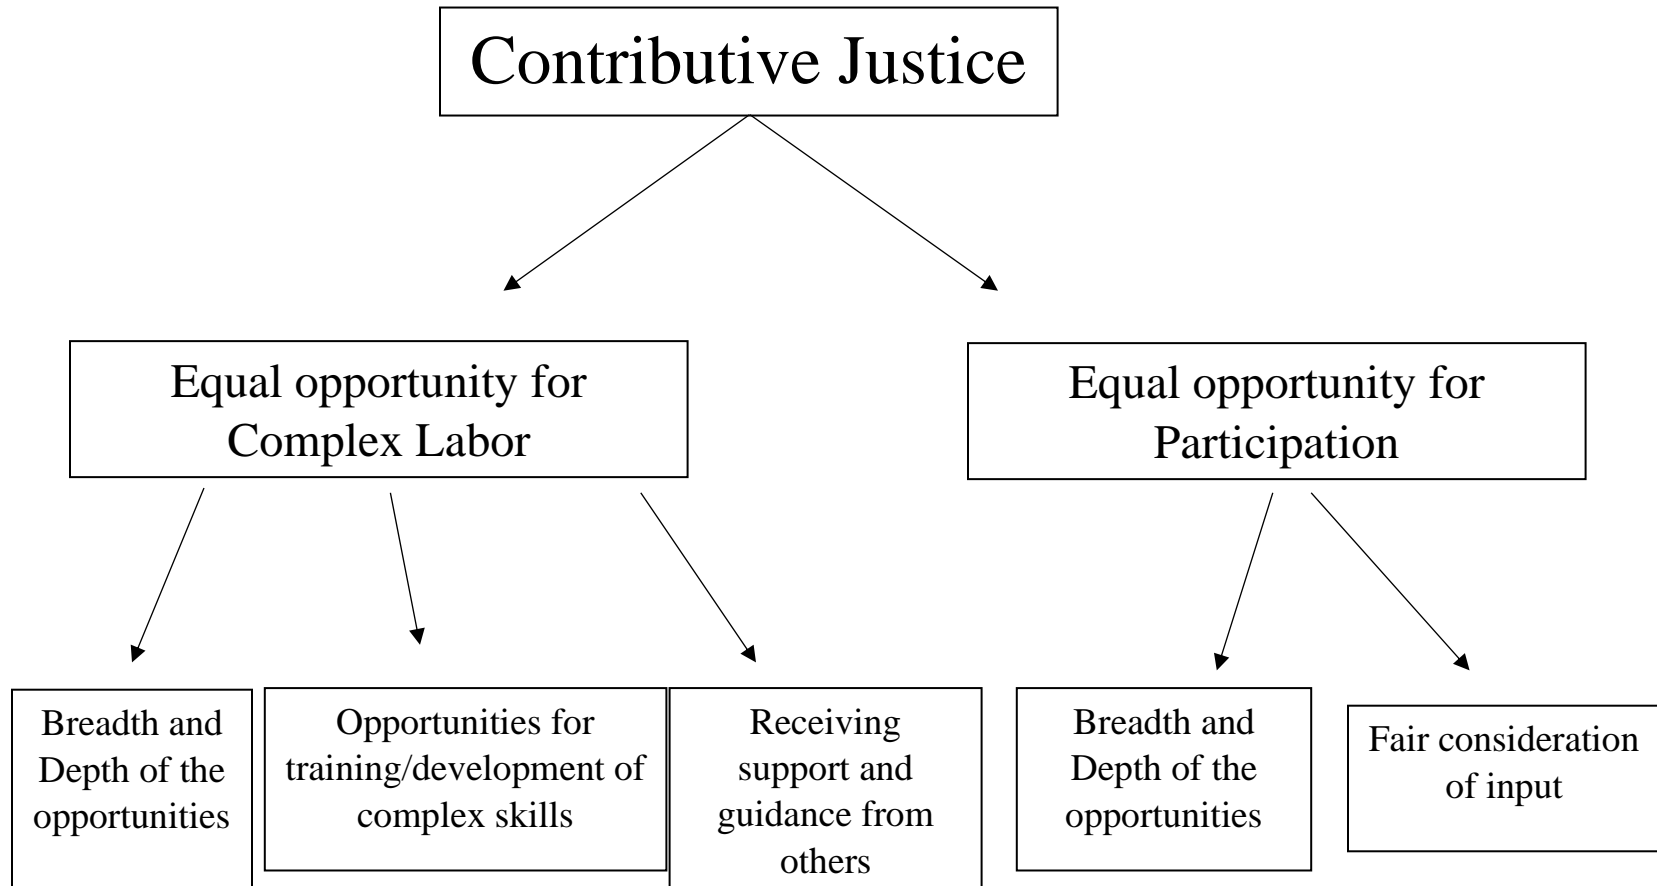 Contributive Justice
Equal opportunity for
Complex Labor
Equal opportunity for
Participation
Breadth and
Depth of the
opportunities
Opportunities for
training/development of
complex skills
Receiving
support and
guidance from
others
Breadth and
Depth of the
opportunities
Fair consideration
of input